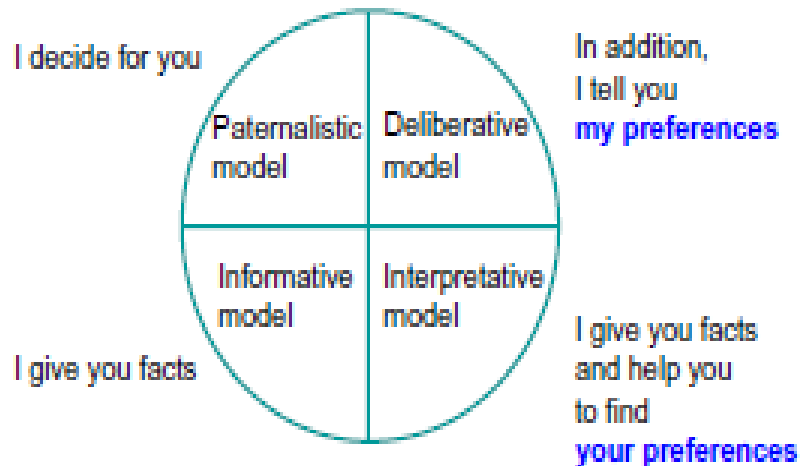 I decide for you
Paternalistic
model
Deliberative
model
In addition,
I tell you
my preferences
Informative
model
Interpretative
model
I give you facts
I give you facts
and help you
to find
your preferences